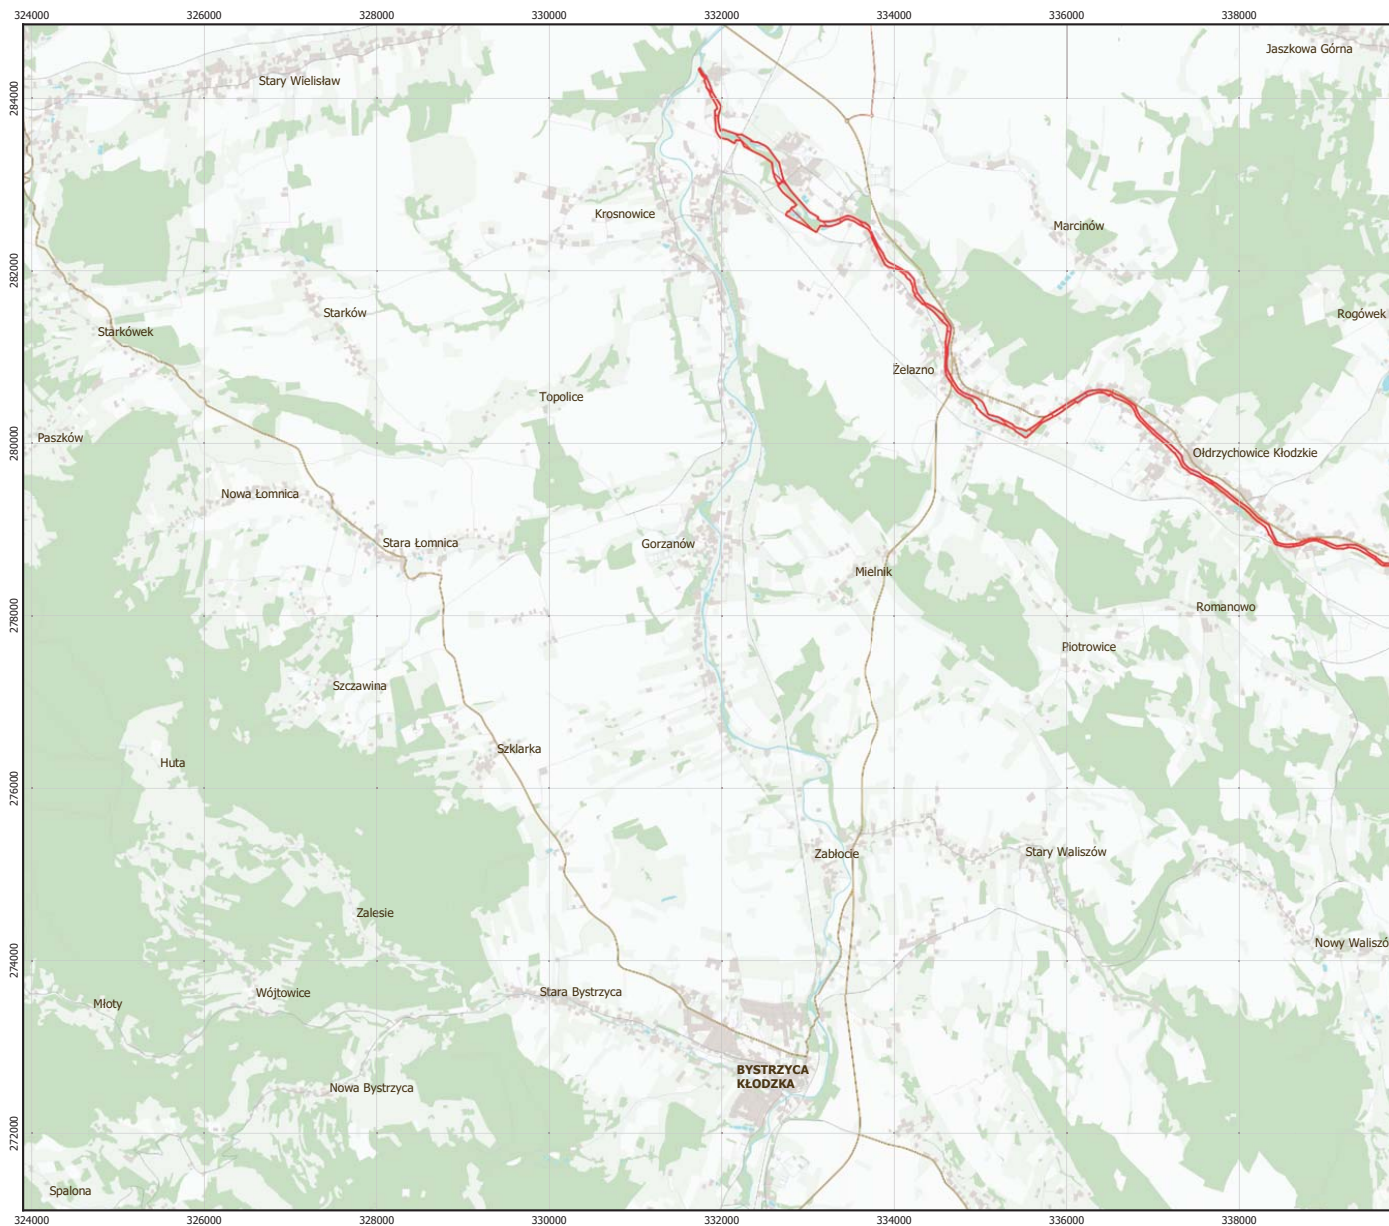 324000
326000
328000
330000
332000
334000
336000
338000
Jaszkowa Górna
Stary Wielisław
284000
Krosnowice
Marcinów
282000
Starków
Rogówek
Starkówek
Żelazno
Topolice
Paszków
280000
Ołdrzychowice Kłodzkie
Nowa Łomnica
Stara Łomnica
Gorzanów
Mielnik
278000
Romanowo
Piotrowice
Szczawina
Szklarka
Huta
276000
Zabłocie
Stary Waliszów
Zalesie
Nowy Waliszó
274000
Stara Bystrzyca
Wójtowice
Młoty
BYSTRZYCA
KŁODZKA
Nowa Bystrzyca
272000
Spalona
324000
326000
328000
330000
332000
334000
336000
338000